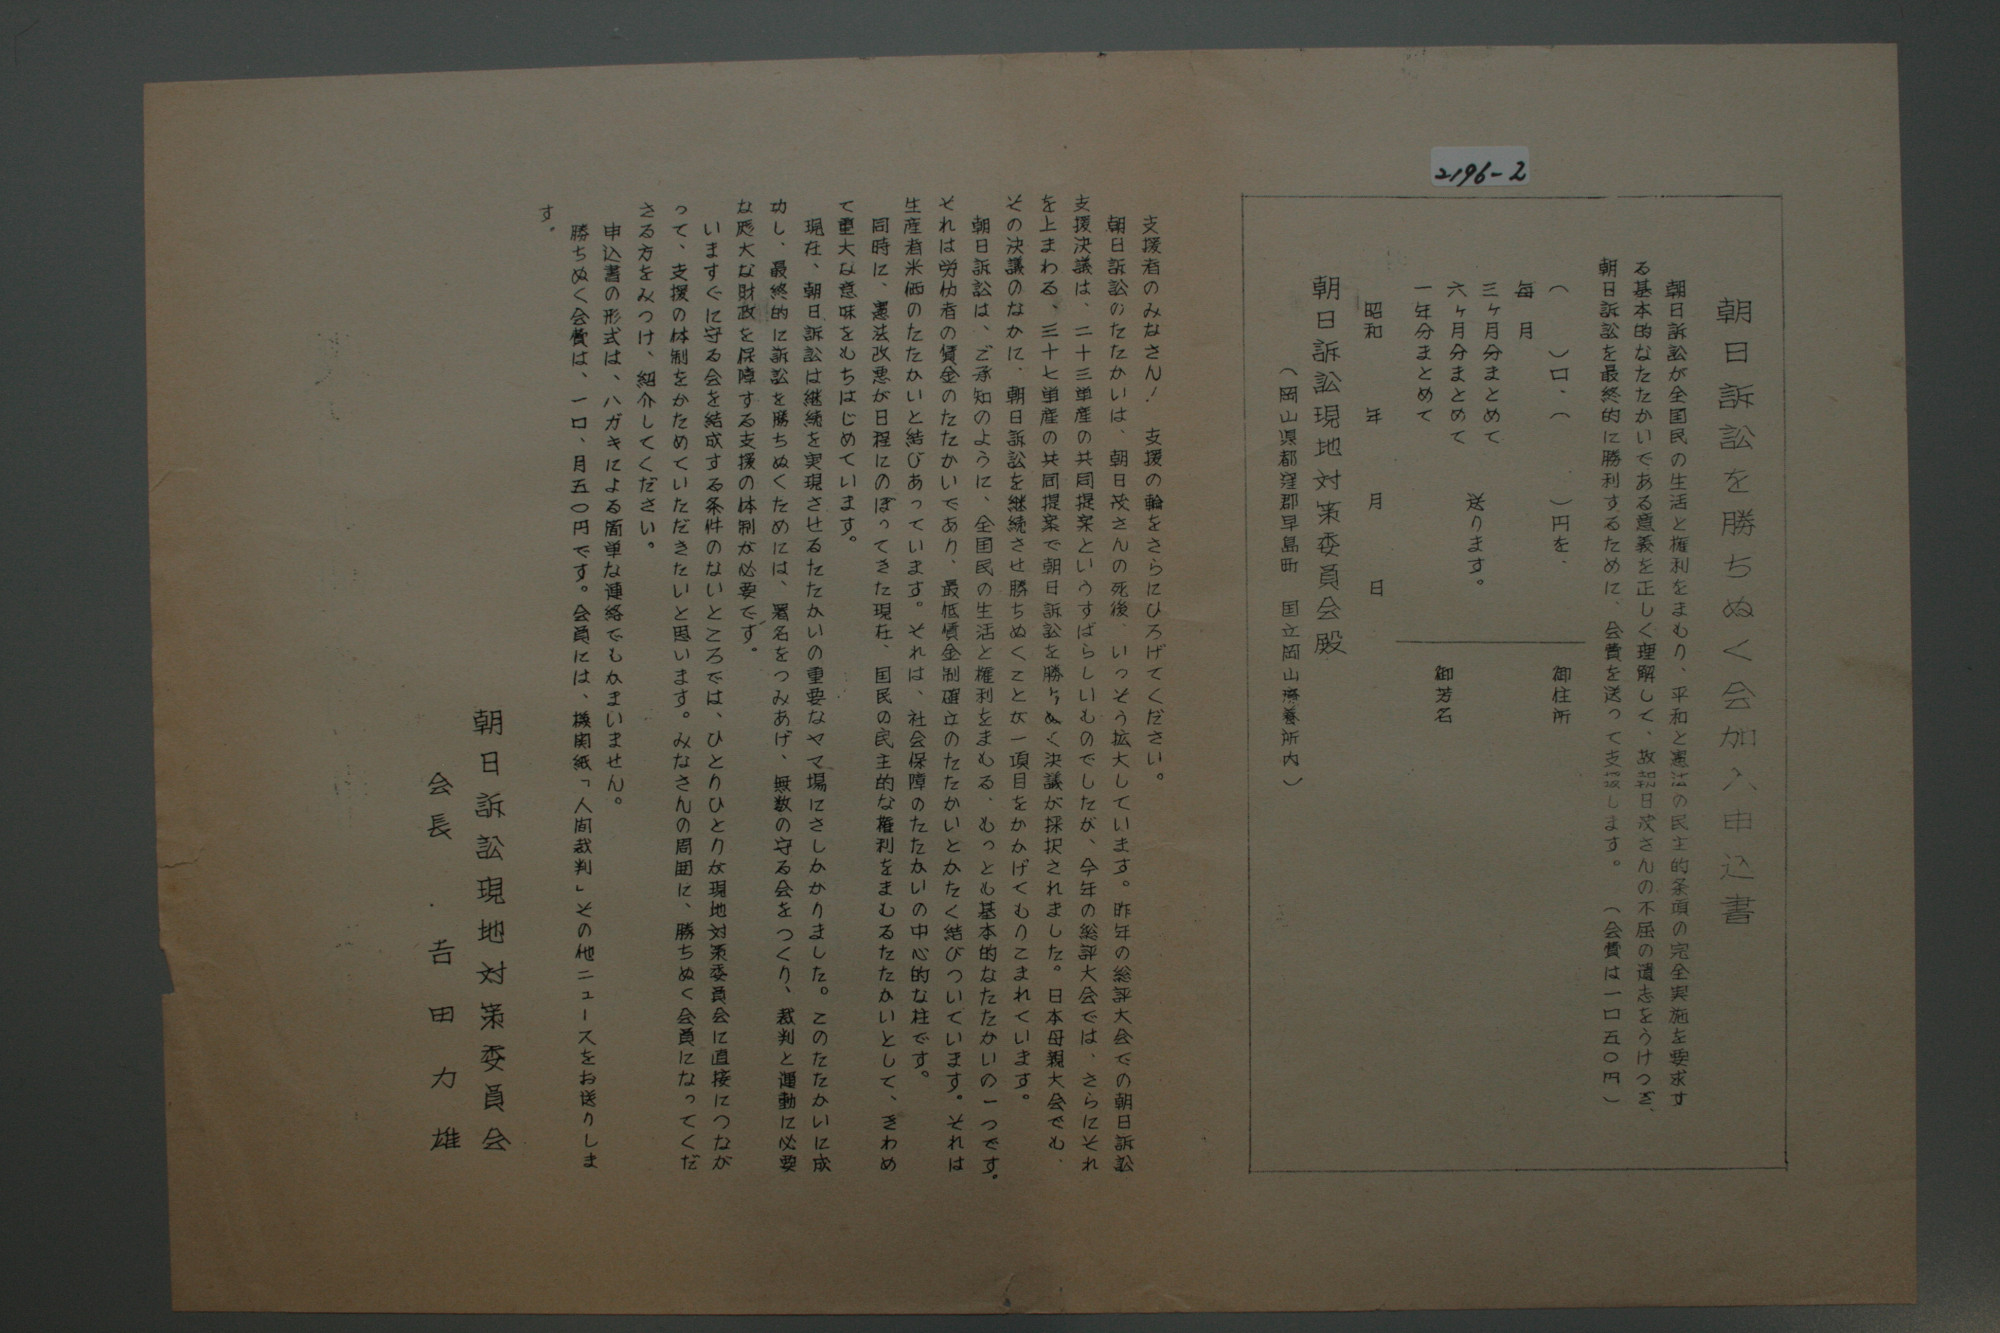 2196-2
朝日訴訟を勝ちぬく会加入申込書
朝日訴訟が全国民の生活と権利をまもり、平和と憲法の民主的条項の完全実施を要求す
る基本的なたたかいである意義を正しく理解して、故朝日茂さんの不屈の遺志をうけつぎ、
朝日訴訟を最終的に勝利するために、会費を送って支援します。(会費は一口五〇円)
( )口、( )円を、
毎月
三ヶ月分まとめて
六ヶ月分まとめて
一年分まとめて
送ります。
御住所
御芳名
昭和 年 月 日
朝日訴訟現地対策委員会殿
(岡山県都窪郡早島町 国立岡山療養所内)
支援者のみなさん! 支援の輪をさらにひろげてください。
朝日訴訟のたたかいは、朝日茂さんの死後、いっそう拡大しています。昨年の総評大会での朝日訴訟
支援決議は、二十三単産の共同提案というすばらしいものでしたが、今年の総評大会では、さらにそれ
を上まわる、三十七単産の共同提案で朝日訴訟を勝ちぬく決議が採択されました。日本母親大会でも、
その決議のなかに、朝日訴訟を継続させ勝ちぬくことが一項目をかかげてもりこまれています。
朝日訴訟は、ご承知のように、全国民の生活と権利をまもる、もっとも基本的なたたかいの一つです。
それは労仂者の賃金のたたかいであり、最低賃金制確立のたたかいとかたく結びついています。それは
生産者米価のたたかいと結びあっています。それは、社会保障のたたかいの中心的な柱です。
同時に、憲法改悪が日程にのぼってきた現在、国民の民主的な権利をまもるたたかいとして、きわめ
て重大な意味をもちはじめています。
現在、朝日訴訟は継続を実現させるたたかいの重要なヤマ場にさしかかりました。このたたかいに成
功し、最終的に訴訟を勝ちぬくためには、署名をつみあげ、無数の守る会をつくり、裁判と運動に必要
な尨大な財政を保障する支援の体制が必要です。
いますぐに守る会を結成する条件のないところでは、ひとりひとりが現地対策委員会に直接につなが
って、支援の体制をかためていただきたいと思います。みなさんの周囲に、勝ちぬく会員になってくだ
さる方をみつけ、紹介してください。
申込書の形式は、ハガキによる簡単な連絡でもかまいません。
勝ちぬく会費は、一口、月五〇円です。会員には、機関紙「人间裁判」その他ニュースをお送りしま
す。
朝日訴訟現地対策委員会
会長・吉田力雄